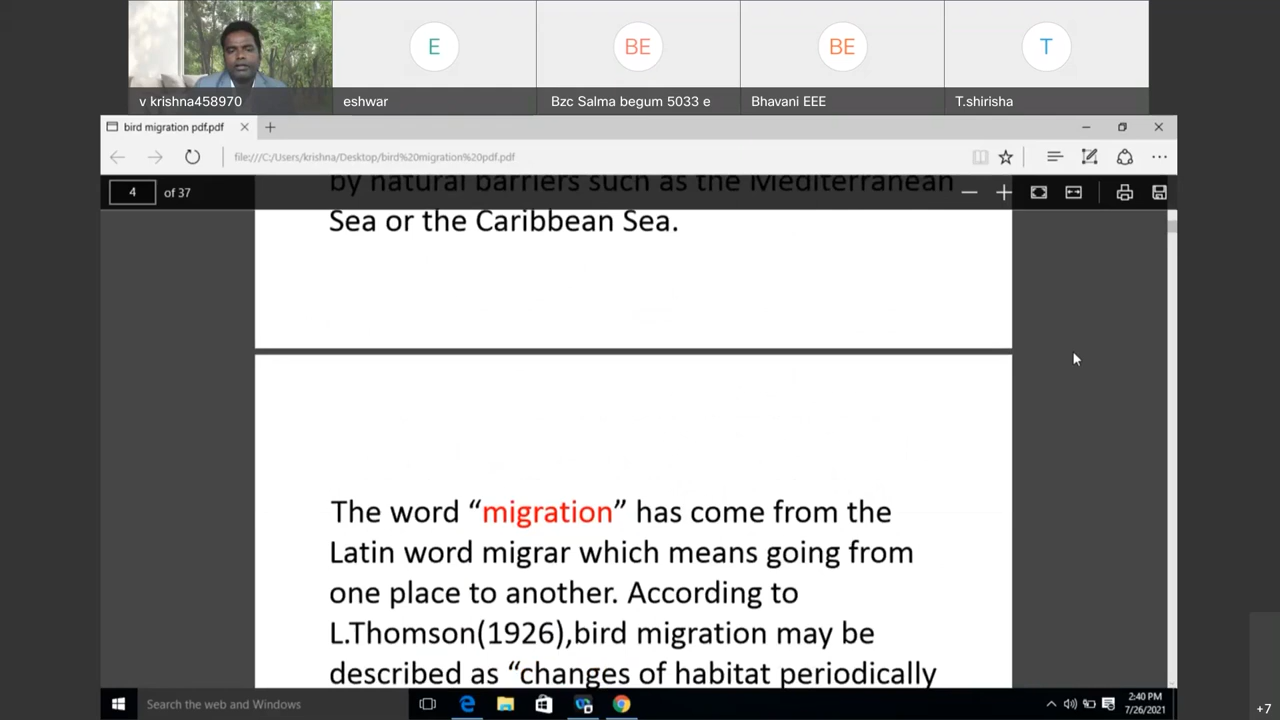 E
BE
BE
T
v krishna458970
eshwar
Bzc Salma begum 5033 e
Bhavani EEE
T.shirisha
bird migration pdf.pdf
file:///C:/Users/krishna/Desktop/bird%20migration%20pdf.pdf
4 of 37
by natural barriers such as the Mediterranean
Sea or the Caribbean Sea.
The word “migration” has come from the
Latin word migrar which means going from
one place to another. According to
L.Thomson(1926),bird migration may be
described as “changes of habitat periodically
Search the web and Windows
2:40 PM
7/26/2021
+7